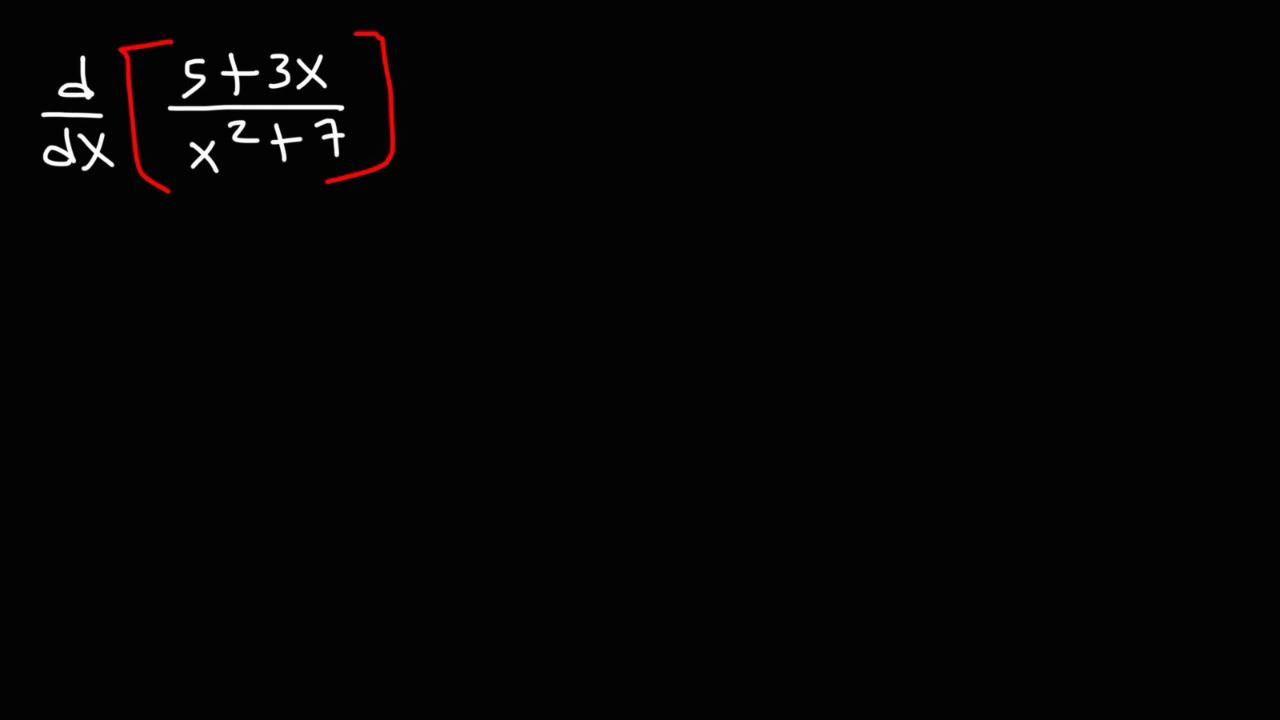 d/dx [ (5+3x)/(x²+7) ]